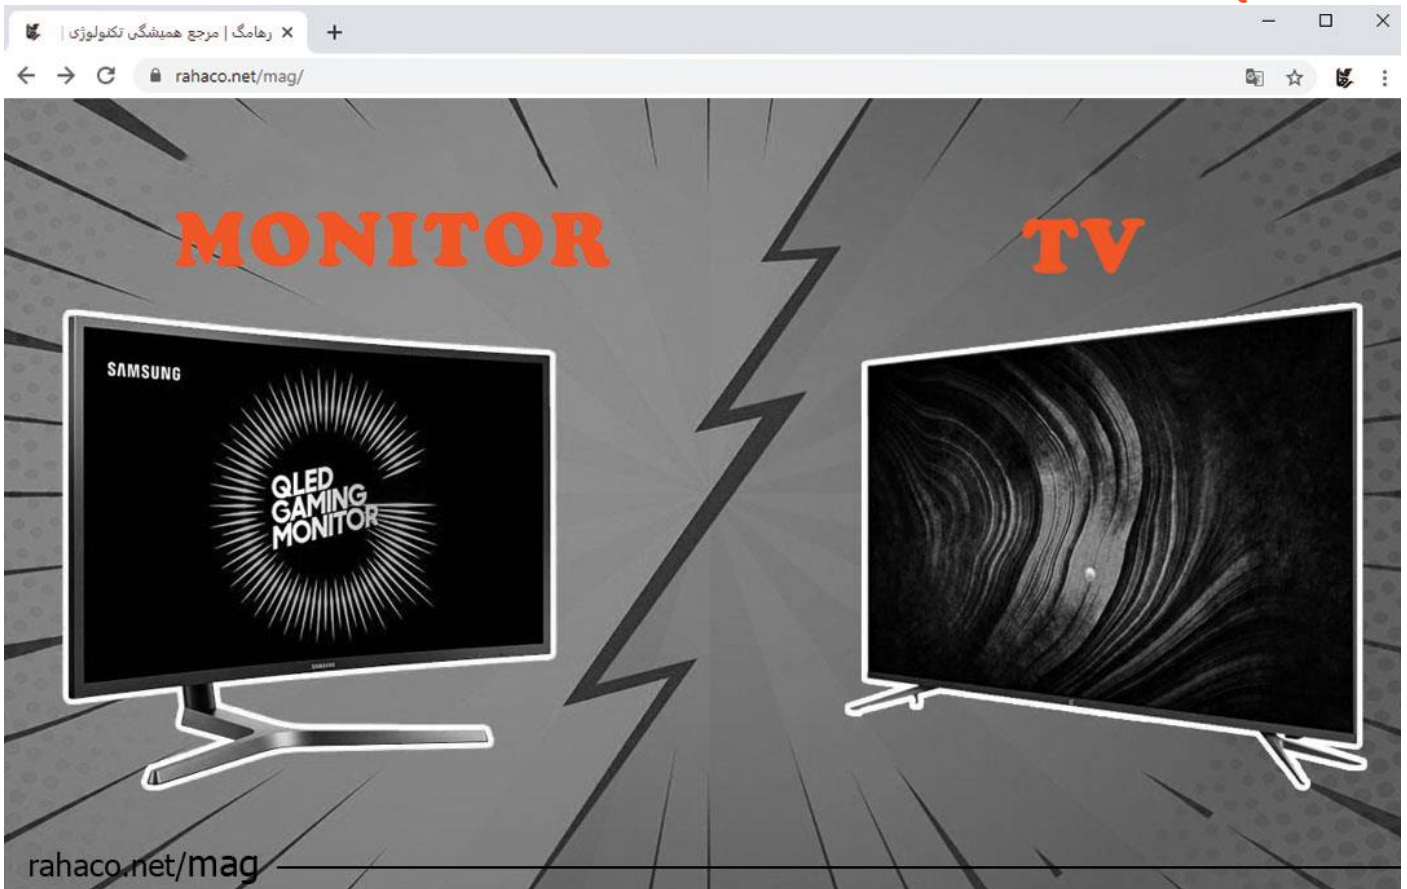 رهامگ | مرجع همیشگی تکنولوژی |
rahaco.net/mag/
MONITOR
TV
SAMSUNG
QLED
GAMING
MONITOR
SAMSUNG
rahaco.net/mag